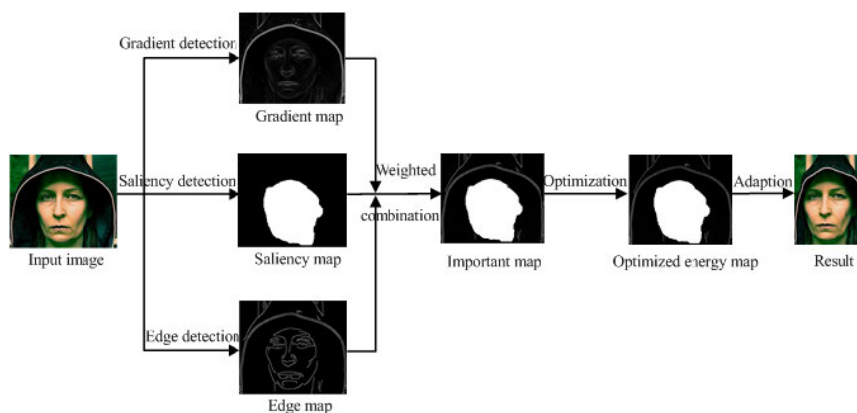 Gradient detection
Gradient map
Input image
Saliency detection
Saliency map
Weighted
combination
Important map
Optimization
Optimized energy map
Adaption
Result
Edge detection
Edge map